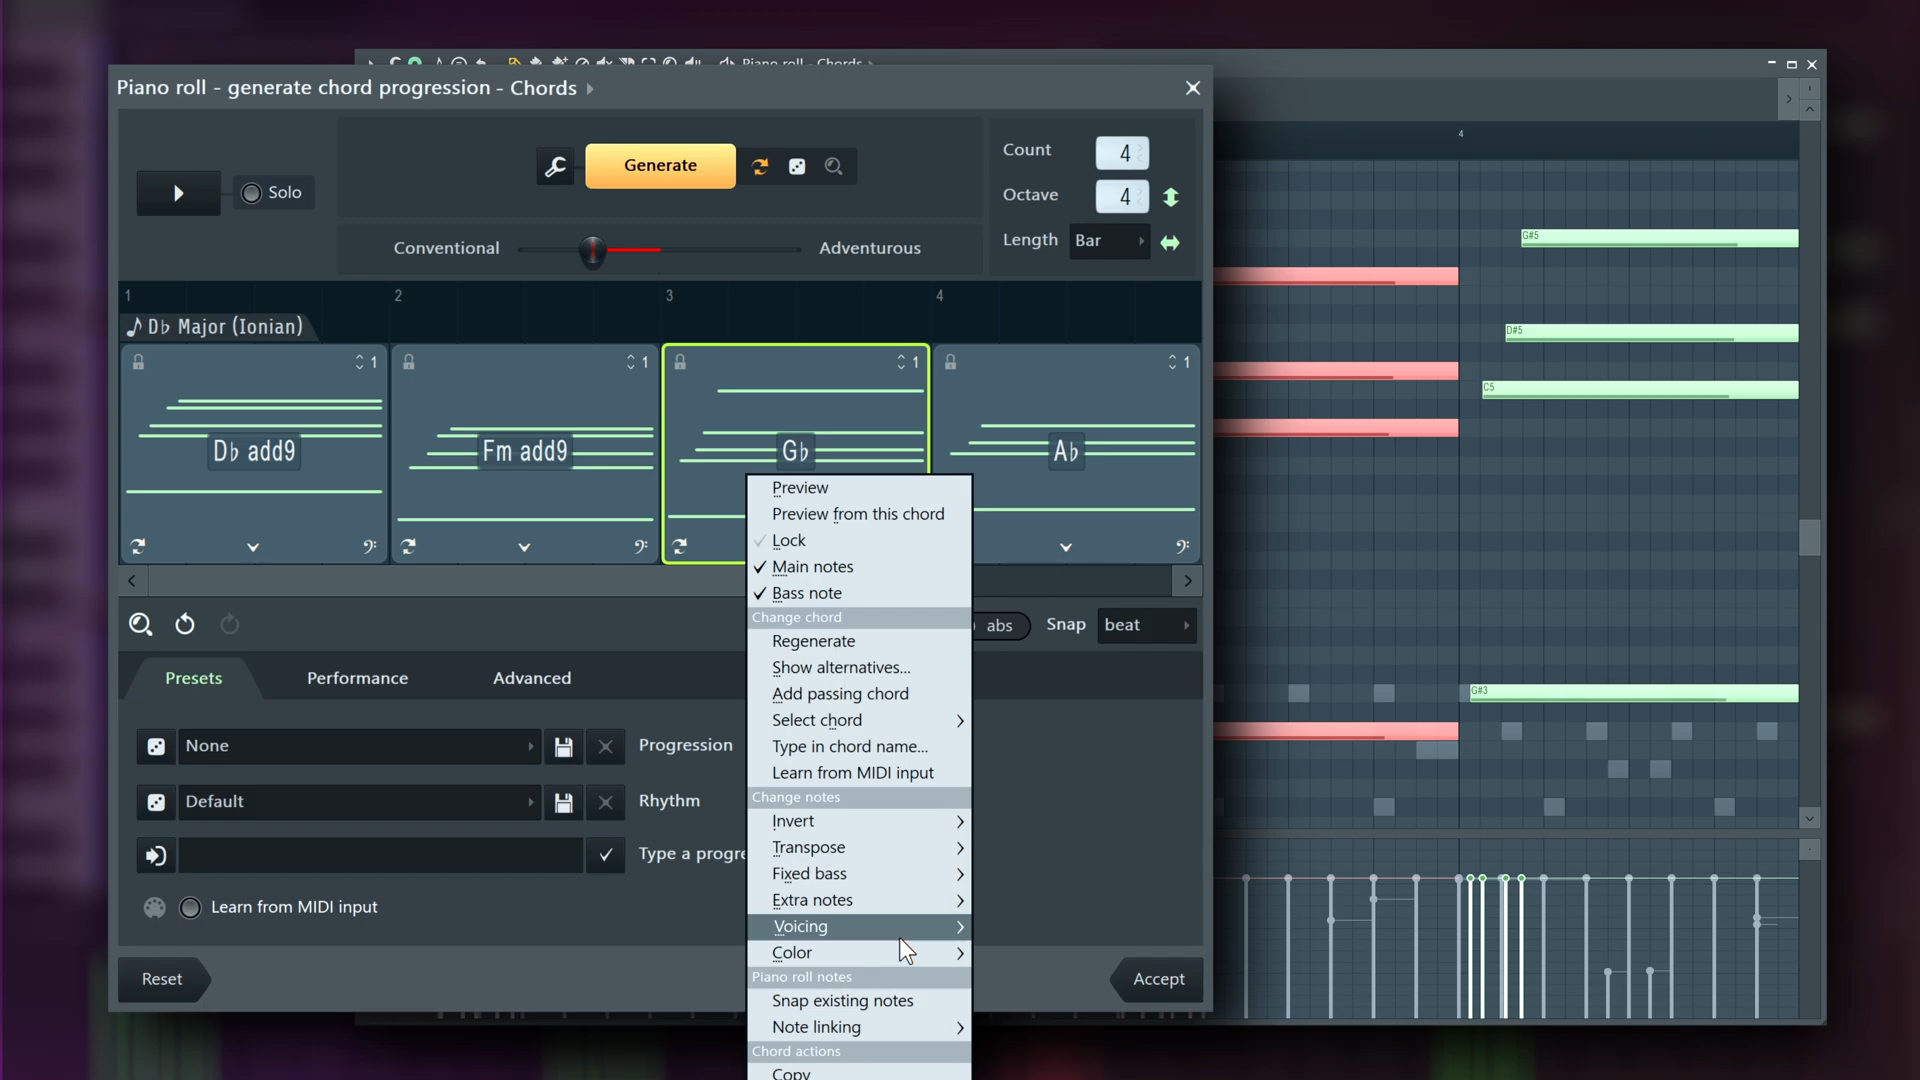 Piano roll - Chords
Piano roll - generate chord progression - Chords
Generate
Solo
Conventional
Adventurous
Count
4
Octave
4
Length
Bar
1
2
3
4
D♭ Major (Ionian)
1
1
1
1
D♭ add9
Fm add9
G♭
A♭
4
G#5
D#5
C5
G#3
Preview
Preview from this chord
Lock
Main notes
Bass note
Change chord
Regenerate
Show alternatives...
Add passing chord
Select chord
Type in chord name...
Learn from MIDI input
Change notes
Invert
Transpose
Fixed bass
Extra notes
Voicing
Color
Piano roll notes
Snap existing notes
Note linking
Chord actions
Copy
abs
Snap
beat
Presets
Performance
Advanced
None
Progression
Default
Rhythm
Type a progre
Learn from MIDI input
Reset
Accept